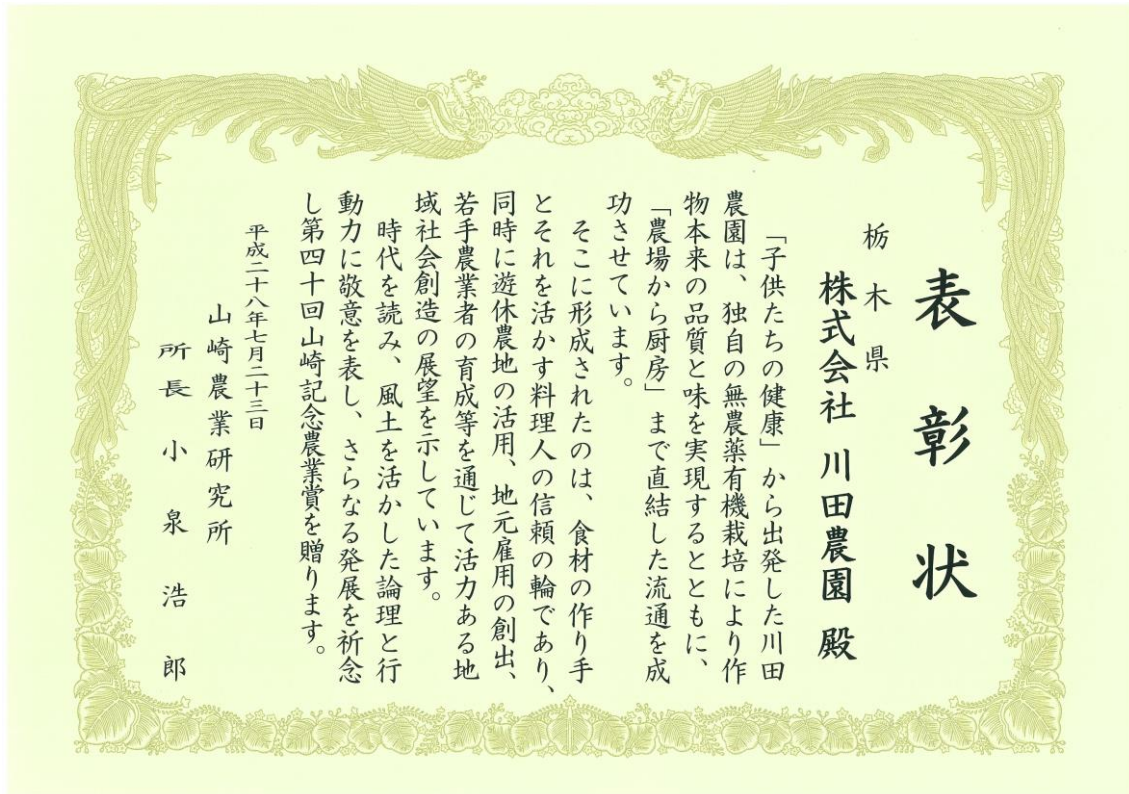 表彰状
栃木県
株式会社 川田農園 殿
「子供たちの健康」から出発した川田
農園は、独自の無農薬有機栽培により作
物本来の品質と味を実現するとともに、
「農場から厨房」まで直結した流通を成
功させています。
そこに形成されたのは、食材の作り手
とそれを活かす料理人の信頼の輪であり、
同時に遊休農地の活用、地元雇用の創出、
若手農業者の育成等を通じて活力ある地
域社会創造の展望を示しています。
時代を読み、風土を活かした論理と行
動力に敬意を表し、さらなる発展を祈念
し第四十回山崎記念農業賞を贈ります。
平成二十八年七月二十三日
山崎農業研究所
所長 小泉浩郎